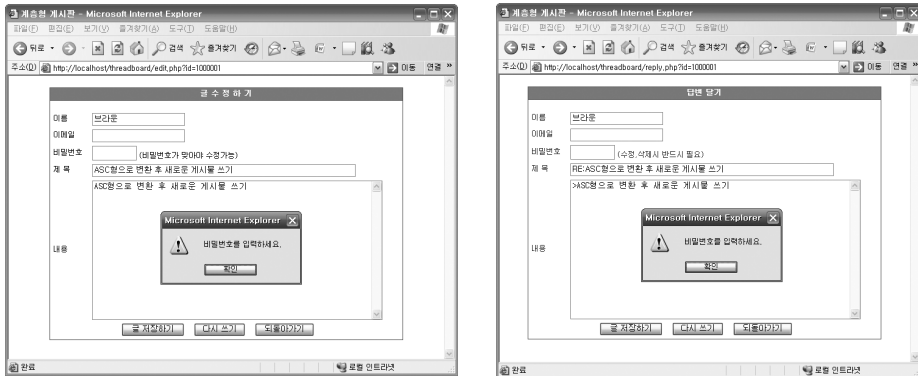 계층형 게시판 - Microsoft Internet Explorer
파일(F) 편집(E) 보기(V) 즐겨찾기(A) 도구(T) 도움말(H)
뒤로 검색 즐겨찾기
주소(D) http://localhost/threadboard/edit,php?id=1000001 이동 연결 »
글 수 정 하 기
이름 브라운
이메일
비밀번호 (비밀번호가 맞아야 수정가능)
제 목 ASC형으로 변환 후 새로운 게시물 쓰기
ASC형으로 변환 후 새로운 게시물 쓰기
Microsoft Internet Explorer
비밀번호를 입력하세요.
내용
확인
글 저장하기 다시 쓰기 되돌아가기
완료 로컬 인트라넷
계층형 게시판 - Microsoft Internet Explorer
파일(F) 편집(E) 보기(V) 즐겨찾기(A) 도구(T) 도움말(H)
뒤로 검색 즐겨찾기
주소(D) http://localhost/threadboard/reply,php?id=1000001 이동 연결 »
답변 달기
이름 브라운
이메일
비밀번호 (수정,삭제시 반드시 필요)
제 목 RE:ASC형으로 변환 후 새로운 게시물 쓰기
>ASC형으로 변환 후 새로운 게시물 쓰기
Microsoft Internet Explorer
비밀번호를 입력하세요.
내용
확인
글 저장하기 다시 쓰기 되돌아가기
완료 로컬 인트라넷